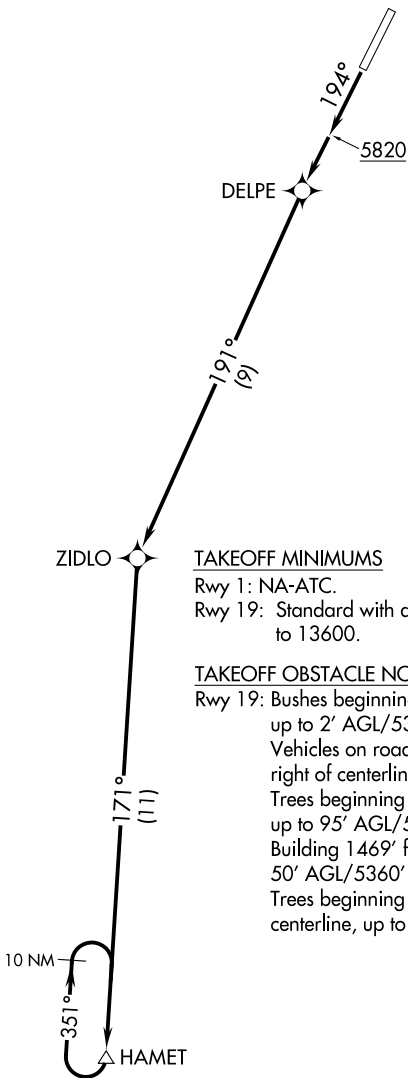 194°
5820
DELPE
191°
(9)
ZIDLO
TAKEOFF MINIMUMS
Rwy 1: NA-ATC.
Rwy 19: Standard with
to 13600.
TAKEOFF OBSTACLE
Rwy 19: Bushes beginning
up to 2' AGL/53
Vehicles on road
right of centerlin
Trees beginning
up to 95' AGL/5
Building 1469' f
50' AGL/5360'
Trees beginning
centerline, up to
171°
(11)
10 NM
351°
HAMET